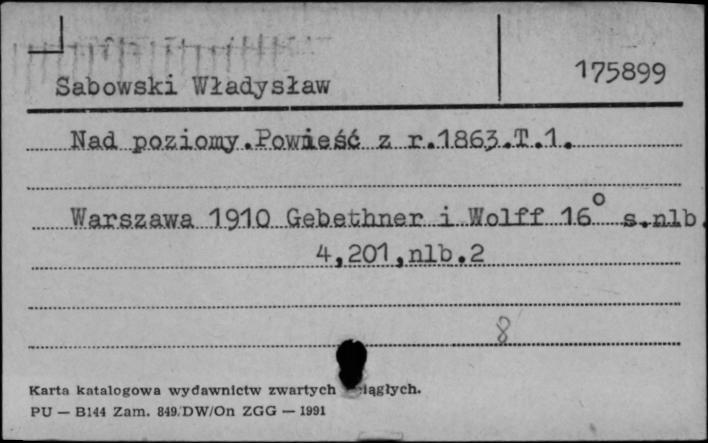 Sabowski Władysław
175899
Nad poziomy.Powieść z r.1863.T.1.
Warszawa 1910 Gebethner i Wolff 16° s.nlb.
4,201,nlb.2
8
Karta katalogowa wydawnictw zwartych ciągłych.
PU — B144 Zam. 849/DW/On ZGG — 1991